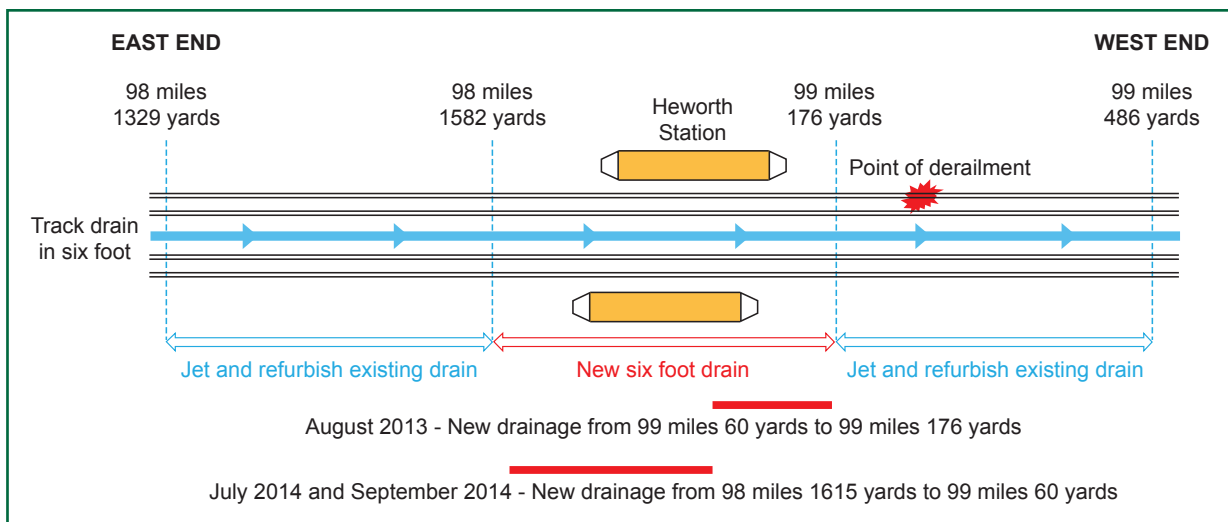 EAST END
WEST END
98 miles
1329 yards
98 miles
1582 yards
Heworth
Station
99 miles
176 yards
99 miles
486 yards
Point of derailment
Track drain
in six foot
Jet and refurbish existing drain
New six foot drain
Jet and refurbish existing drain
August 2013 - New drainage from 99 miles 60 yards to 99 miles 176 yards
July 2014 and September 2014 - New drainage from 98 miles 1615 yards to 99 miles 60 yards